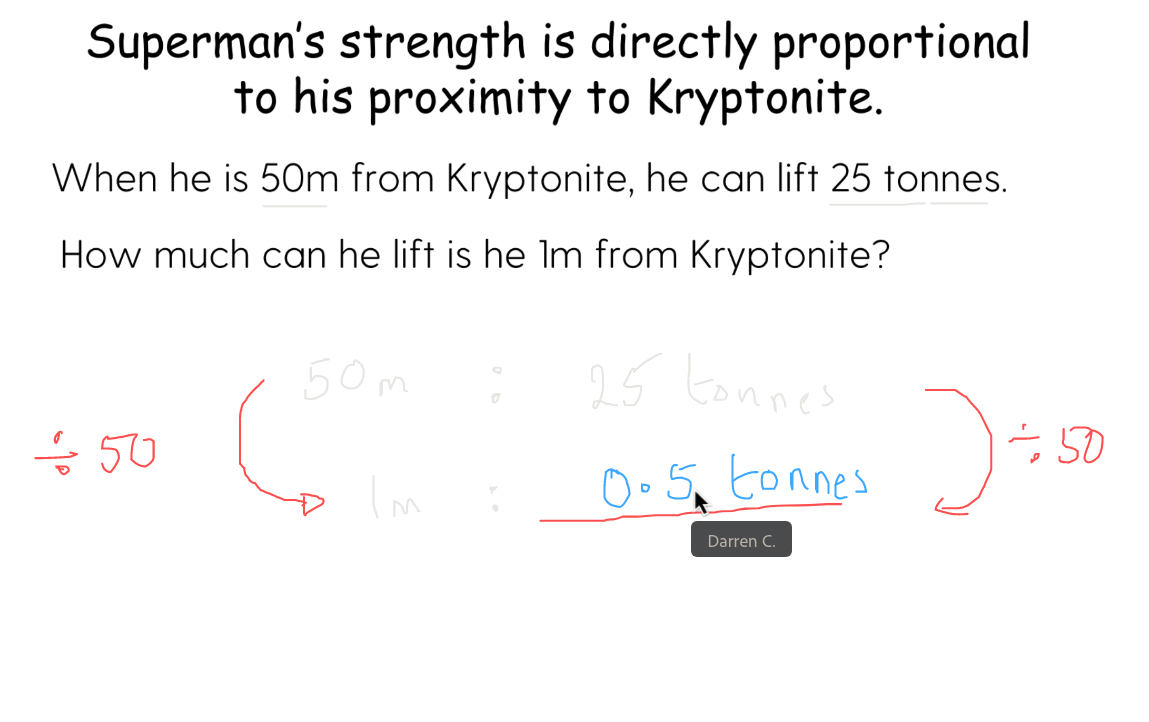 Superman's strength is directly proportional
to his proximity to Kryptonite.
When he is 50m from Kryptonite, he can lift 25 tonnes.
How much can he lift is he 1m from Kryptonite?
50m : 25 tonnes
÷ 50 ÷ 50
1m : 0.5 tonnes
Darren C.